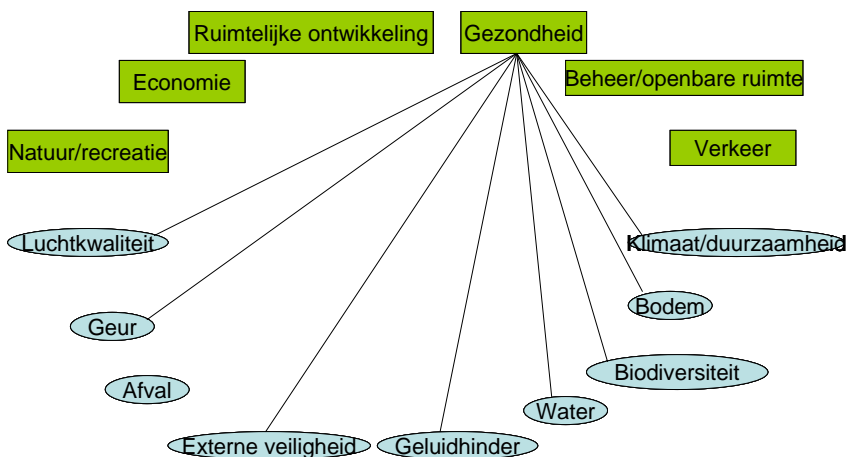 Ruimtelijke ontwikkeling
Gezondheid
Economie
Beheer/openbare ruimte
Natuur/recreatie
Verkeer
Luchtkwaliteit
Klimaat/duurzaamheid
Geur
Bodem
Afval
Biodiversiteit
Water
Externe veiligheid
Geluidhinder